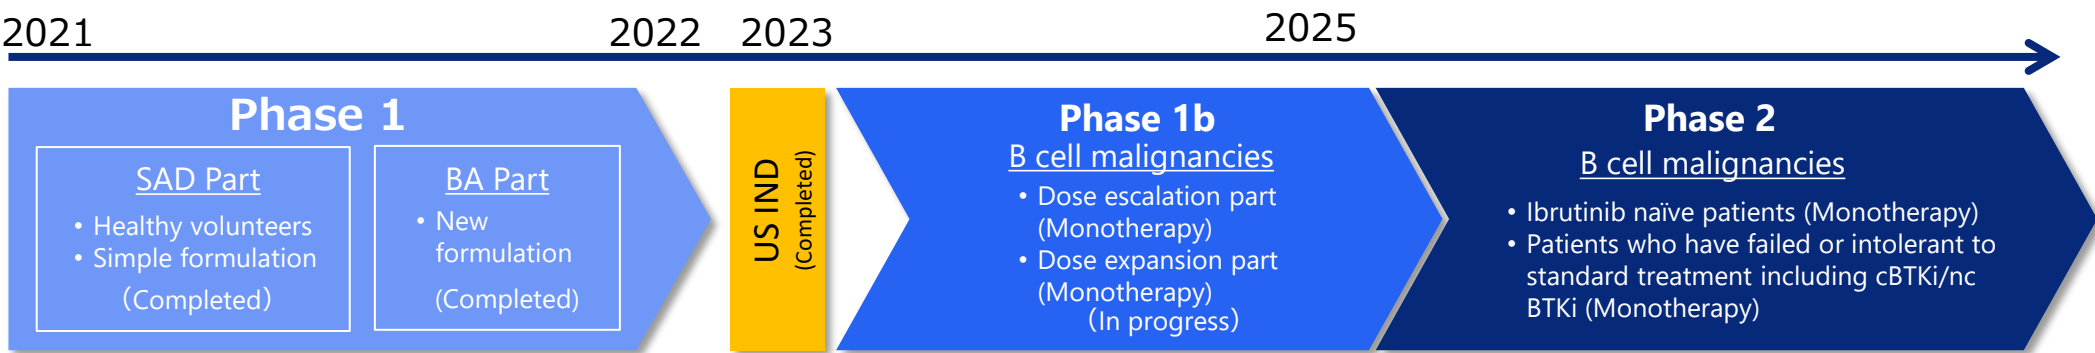 2021 2022 2023 2025
Phase 1
SAD Part
• Healthy volunteers
• Simple formulation
（Completed）
BA Part
• New
formulation
(Completed)
US IND
(Completed)
Phase 1b
B cell malignancies
• Dose escalation part
(Monotherapy)
• Dose expansion part
(Monotherapy)
（In progress）
Phase 2
B cell malignancies
• Ibrutinib naïve patients (Monotherapy)
• Patients who have failed or intolerant to
standard treatment including cBTKi/nc
BTKi (Monotherapy)